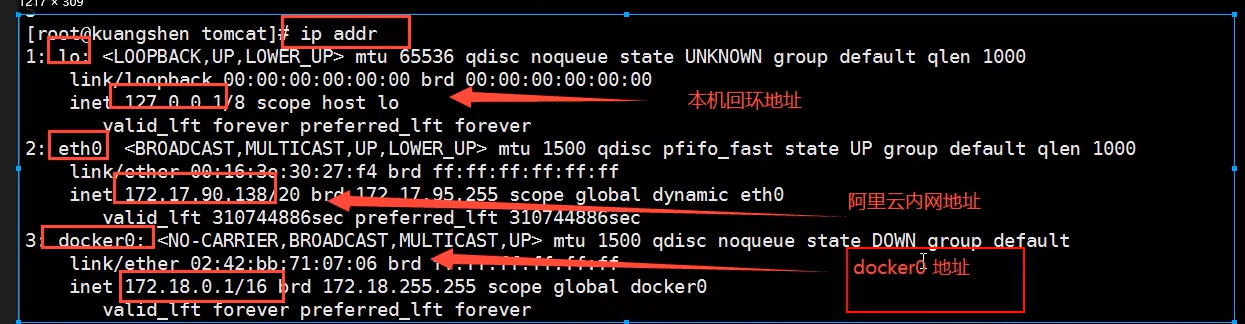 1217 × 309
[root@kuangshen tomcat]# ip addr
1: lo: <LOOPBACK,UP,LOWER_UP> mtu 65536 qdisc noqueue state UNKNOWN group default qlen 1000
link/loopback 00:00:00:00:00:00 brd 00:00:00:00:00:00
inet 127.0.0.1/8 scope host lo
本机回环地址
valid_lft forever preferred_lft forever
2: eth0: <BROADCAST,MULTICAST,UP,LOWER_UP> mtu 1500 qdisc pfifo_fast state UP group default qlen 1000
link/ether 00:16:3e:30:27:f4 brd ff:ff:ff:ff:ff:ff
inet 172.17.90.138/20 brd 172.17.95.255 scope global dynamic eth0
阿里云内网地址
valid_lft 310744886sec preferred_lft 310744886sec
3: docker0: <NO-CARRIER,BROADCAST,MULTICAST,UP> mtu 1500 qdisc noqueue state DOWN group default
link/ether 02:42:bb:71:07:06 brd ff:ff:ff:ff:ff:ff
docker0 地址
inet 172.18.0.1/16 brd 172.18.255.255 scope global docker0
valid_lft forever preferred_lft forever